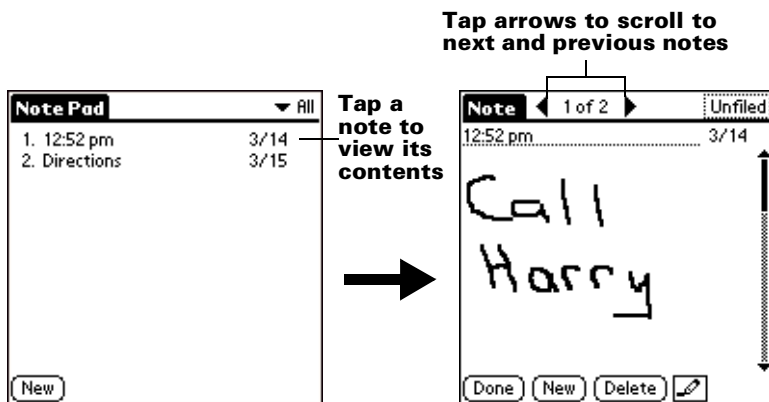 Tap arrows to scroll to
next and previous notes
Note Pad
All
1. 12:52 pm 3/14
2. Directions 3/15
New
Tap a
note to
view its
contents
Note 1 of 2 Unfiled
12:52 pm 3/14
Call
Harry
Done New Delete